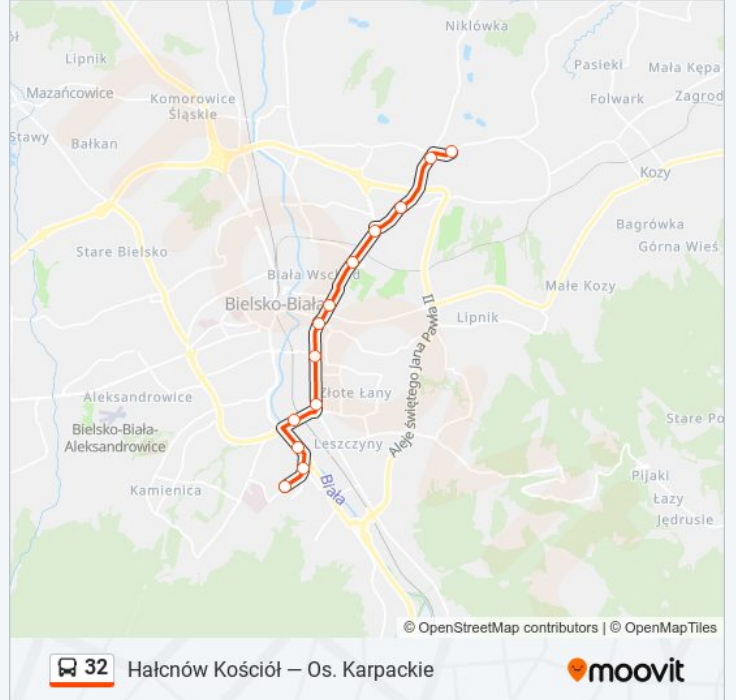 Niklówka
Lipnik
Pasieki
Mała Kępa
Mazańcowice
Komorowice
Śląskie
Folwark
Zagrod
Stawy
Bałkan
Kozy
Bagrówka
Stare Bielsko
Górna Wieś
Biała Wschód
Małe Kozy
Bielsko-Biała
Lipnik
Aleje świętego Jana Pawła II
Złote Łany
Aleksandrowice
Stare Po
Bielsko-Biała-
Aleksandrowice
Leszczyny
Pijaki
Kamienica
Biała
Łazy
Jędrusie
© OpenStreetMap contributors | © OpenMapTiles
32 Hałcnów Kościół — Os. Karpackie
moovit